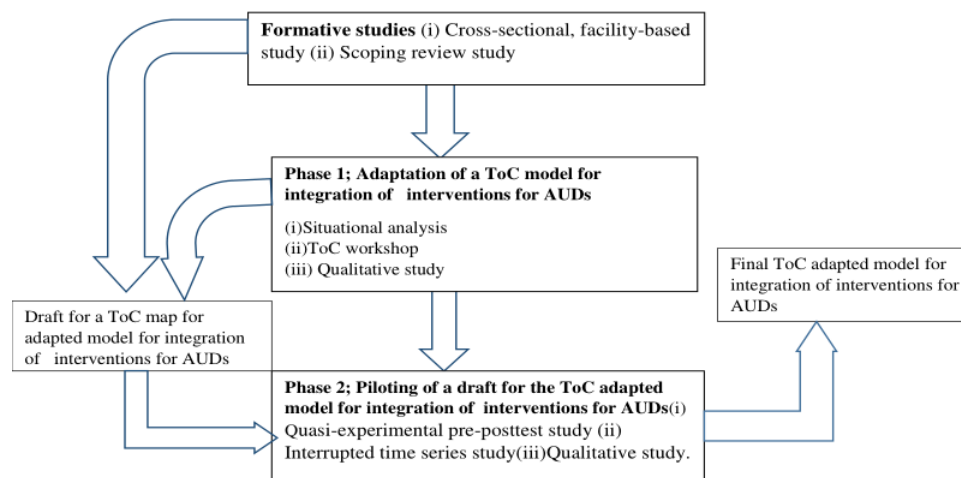 Formative studies (i) Cross-sectional, facility-based
study (ii) Scoping review study
Phase 1; Adaptation of a ToC model for
integration of interventions for AUDs
(i)Situational analysis
(ii)ToC workshop
(iii) Qualitative study
Final ToC adapted model for
integration of interventions for
AUDs
Draft for a ToC map for
adapted model for integration
of interventions for AUDs
Phase 2; Piloting of a draft for the ToC adapted
model for integration of interventions for AUDs(i)
Quasi-experimental pre-posttest study (ii)
Interrupted time series study(iii)Qualitative study.